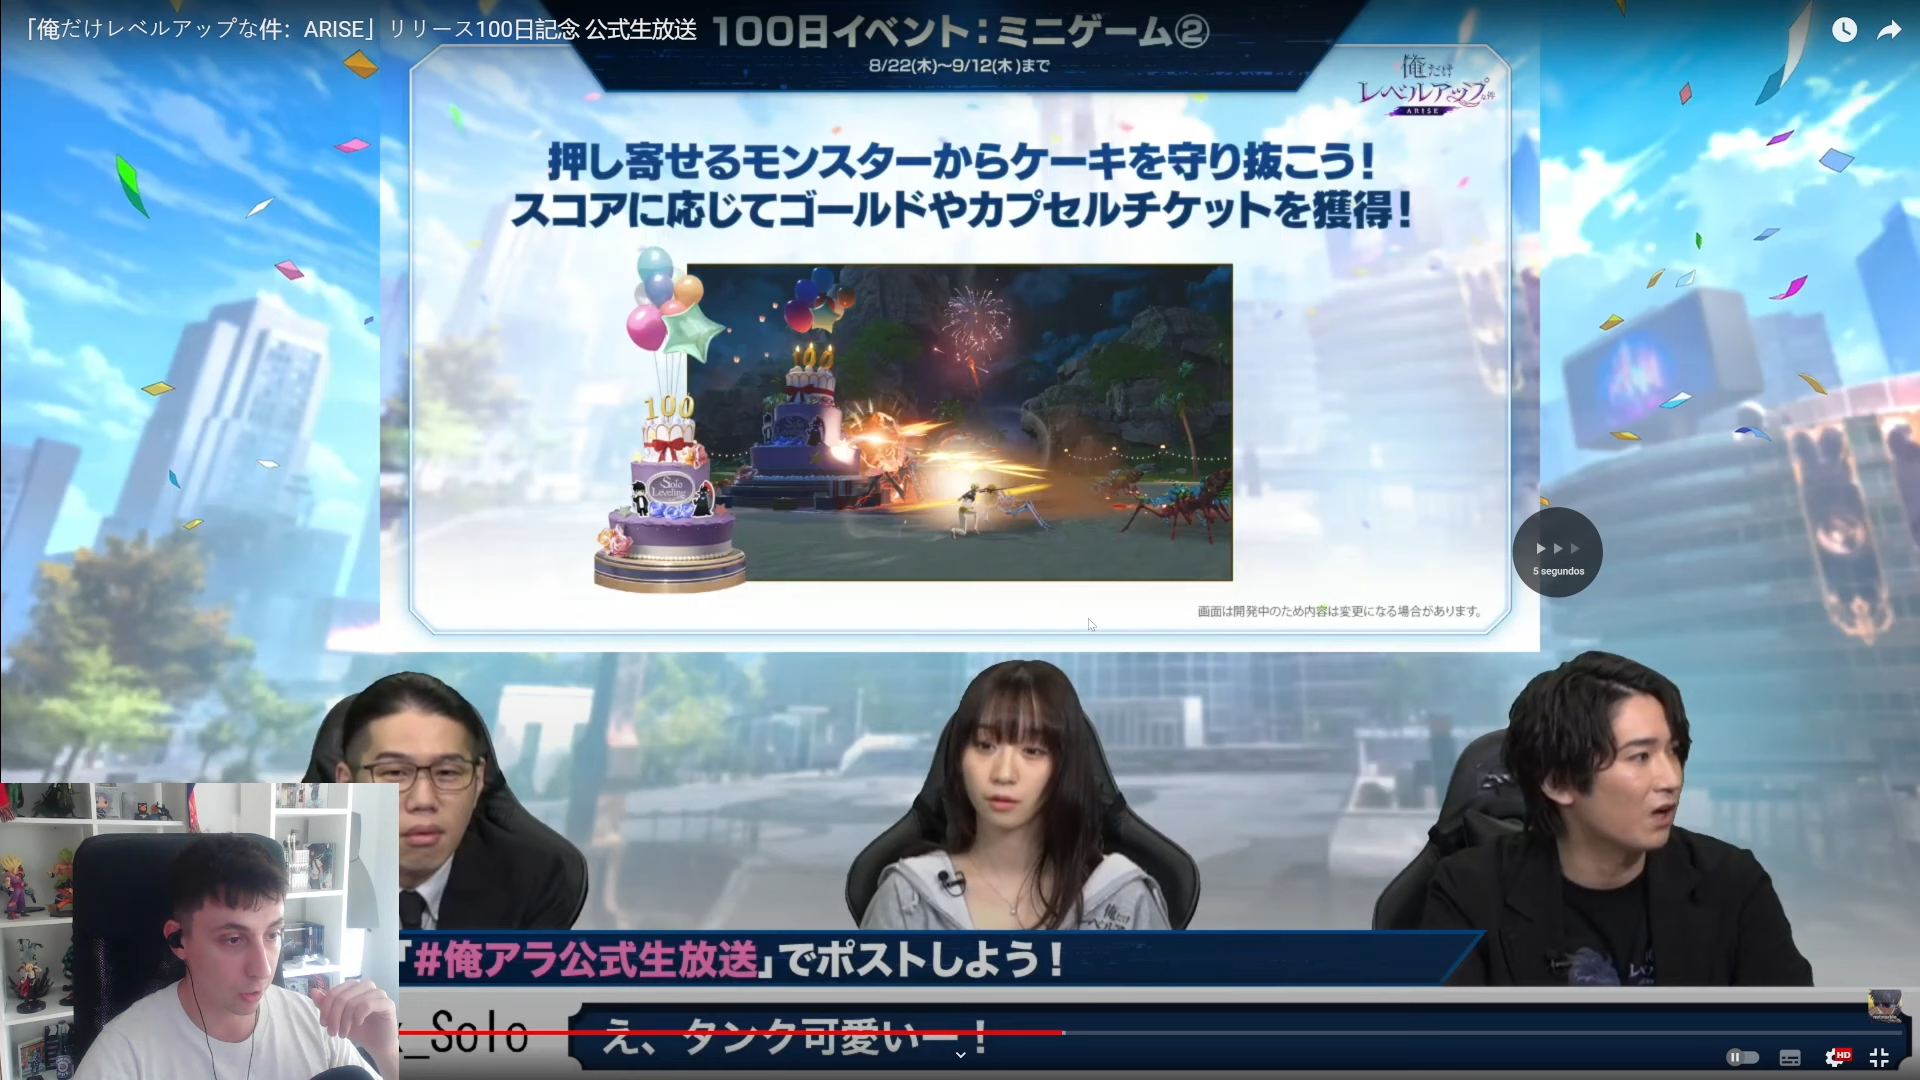 「俺だけレベルアップな件：ARISE」リリース100日記念 公式生放送
100日イベント：ミニゲーム②
8/22(木)～9/12(木)まで
俺だけ
レベルアップな件
ARISE
押し寄せるモンスターからケーキを守り抜こう！
スコアに応じてゴールドやカプセルチケットを獲得！
100
100
Solo
Leveling
5 segundos
画面は開発中のため内容は変更になる場合があります。
「#俺アラ公式生放送」でポストしよう！
_Solo
え、タンク可愛いー！
HD